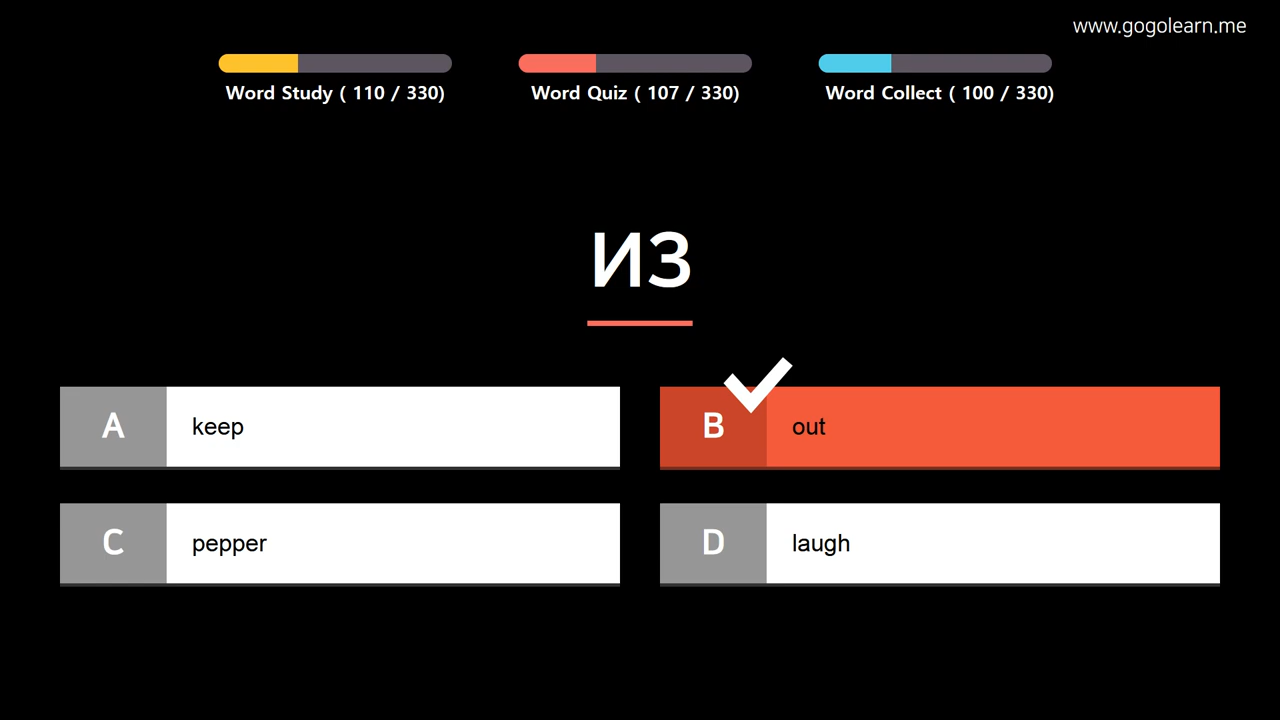 www.gogolearn.me
Word Study ( 110 / 330)
Word Quiz ( 107 / 330)
Word Collect ( 100 / 330)
из
A keep
B out
C pepper
D laugh